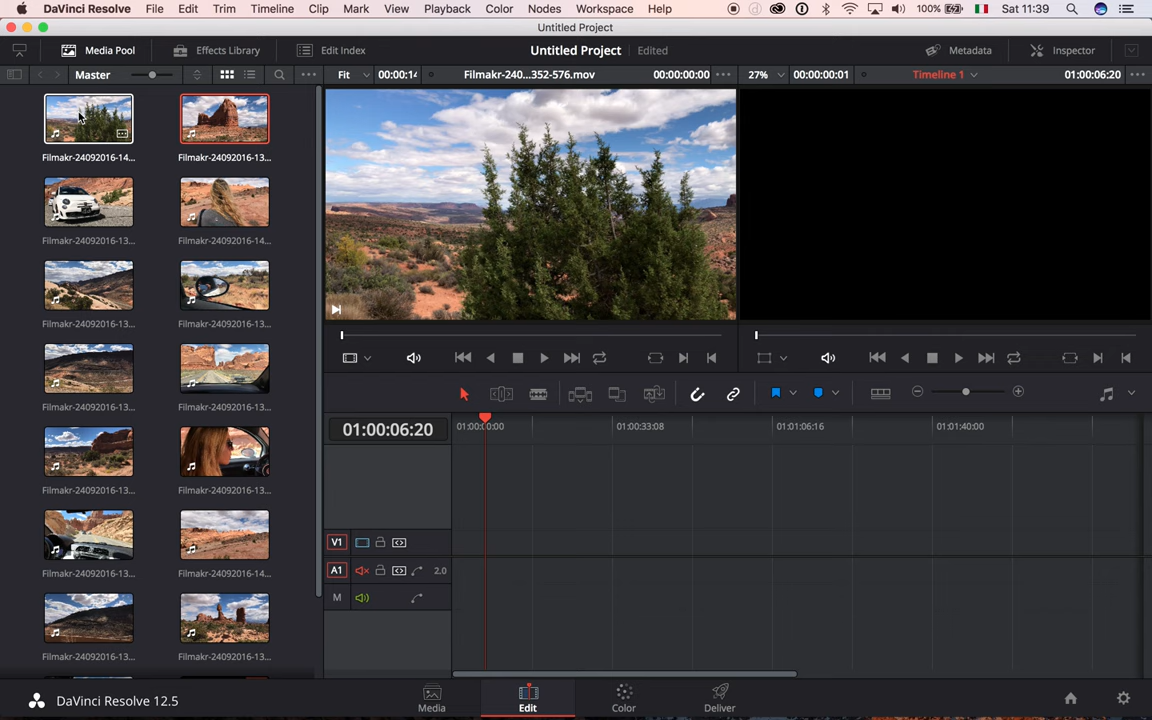 DaVinci Resolve File Edit Trim Timeline Clip Mark View Playback Color Nodes Workspace Help 100% Sat 11:39
Untitled Project
Media Pool Effects Library Edit Index Untitled Project Edited Metadata Inspector
Master Fit 00:00:14 Filmakr-240...352-576.mov 00:00:00:00 27% 00:00:00:01 Timeline 1 01:00:06:20
Filmakr-24092016-14... Filmakr-24092016-13...
Filmakr-24092016-13... Filmakr-24092016-14...
Filmakr-24092016-13... Filmakr-24092016-13...
Filmakr-24092016-13... Filmakr-24092016-13...
Filmakr-24092016-13... Filmakr-24092016-13...
Filmakr-24092016-13... Filmakr-24092016-14...
Filmakr-24092016-13... Filmakr-24092016-13...
01:00:06:20 01:00:33:08 01:01:06:16 01:01:40:00
V1
A1 2.0
M
DaVinci Resolve 12.5 Media Edit Color Deliver